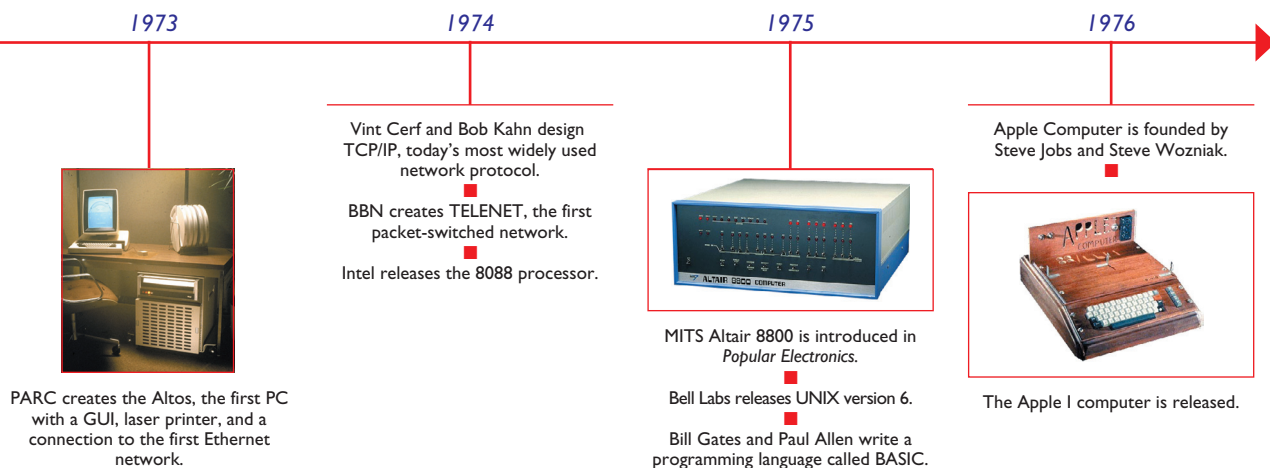 1973
1974
1975
1976
PARC creates the Altos, the first PC
with a GUI, laser printer, and a
connection to the first Ethernet
network.
Vint Cerf and Bob Kahn design
TCP/IP, today's most widely used
network protocol.
BBN creates TELENET, the first
packet-switched network.
Intel releases the 8088 processor.
ALTAIR 8800 COMPUTER
MITS Altair 8800 is introduced in
Popular Electronics.
Bell Labs releases UNIX version 6.
Bill Gates and Paul Allen write a
programming language called BASIC.
Apple Computer is founded by
Steve Jobs and Steve Wozniak.
APPLE
COMPUTER
The Apple I computer is released.